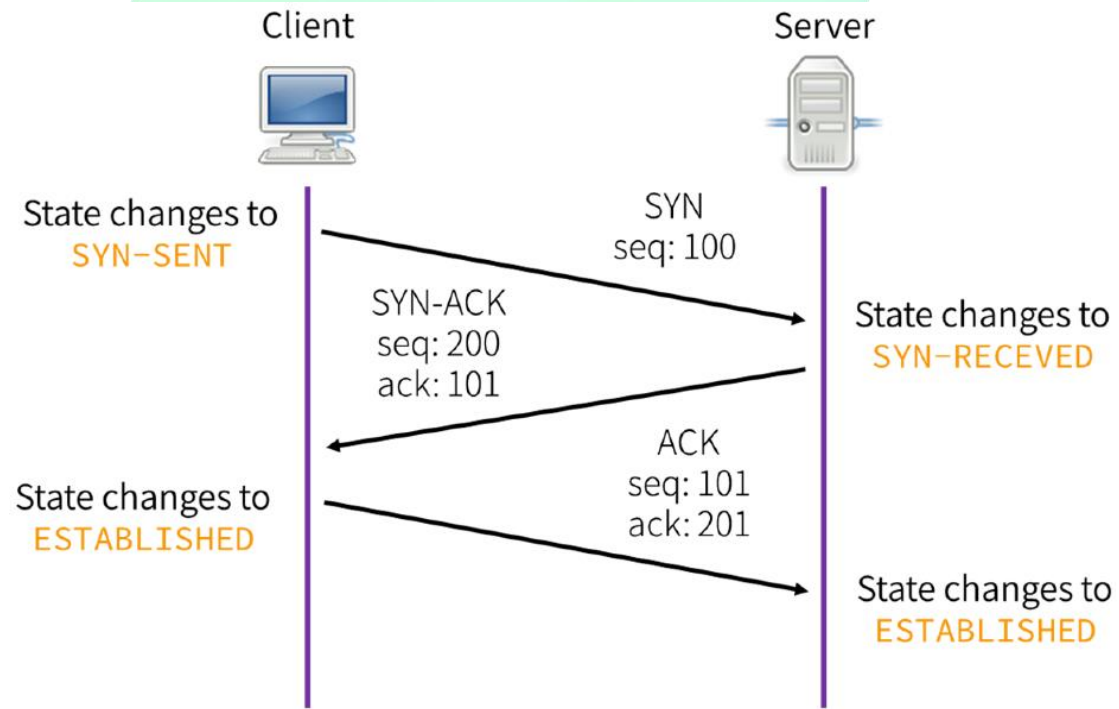 Client
Server
State changes to
SYN-SENT
SYN
seq: 100
SYN-ACK
seq: 200
ack: 101
State changes to
SYN-RECEVED
ACK
seq: 101
ack: 201
State changes to
ESTABLISHED
State changes to
ESTABLISHED